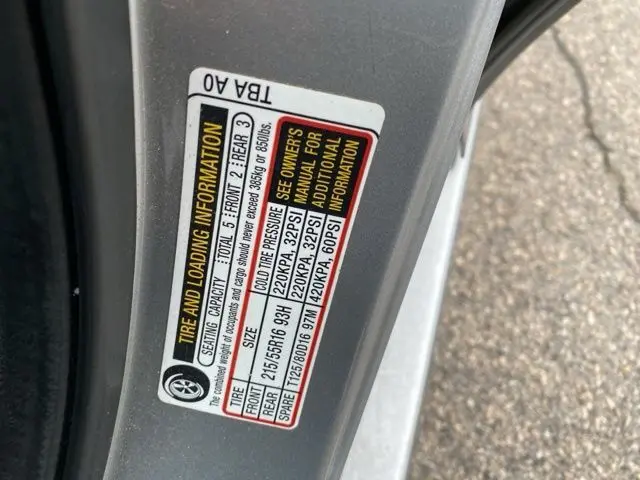 TBA A0
TIRE AND LOADING INFORMATION
SEATING CAPACITY TOTAL 5 FRONT 2 REAR 3
The combined weight of occupants and cargo should never exceed 385kg or 850lbs.
TIRE SIZE COLD TIRE PRESSURE
FRONT 215/55R16 93H 220KPA, 32PSI
REAR 220KPA, 32PSI
SPARE T125/80D16 97M 420KPA, 60PSI
SEE OWNER'S
MANUAL FOR
ADDITIONAL
INFORMATION